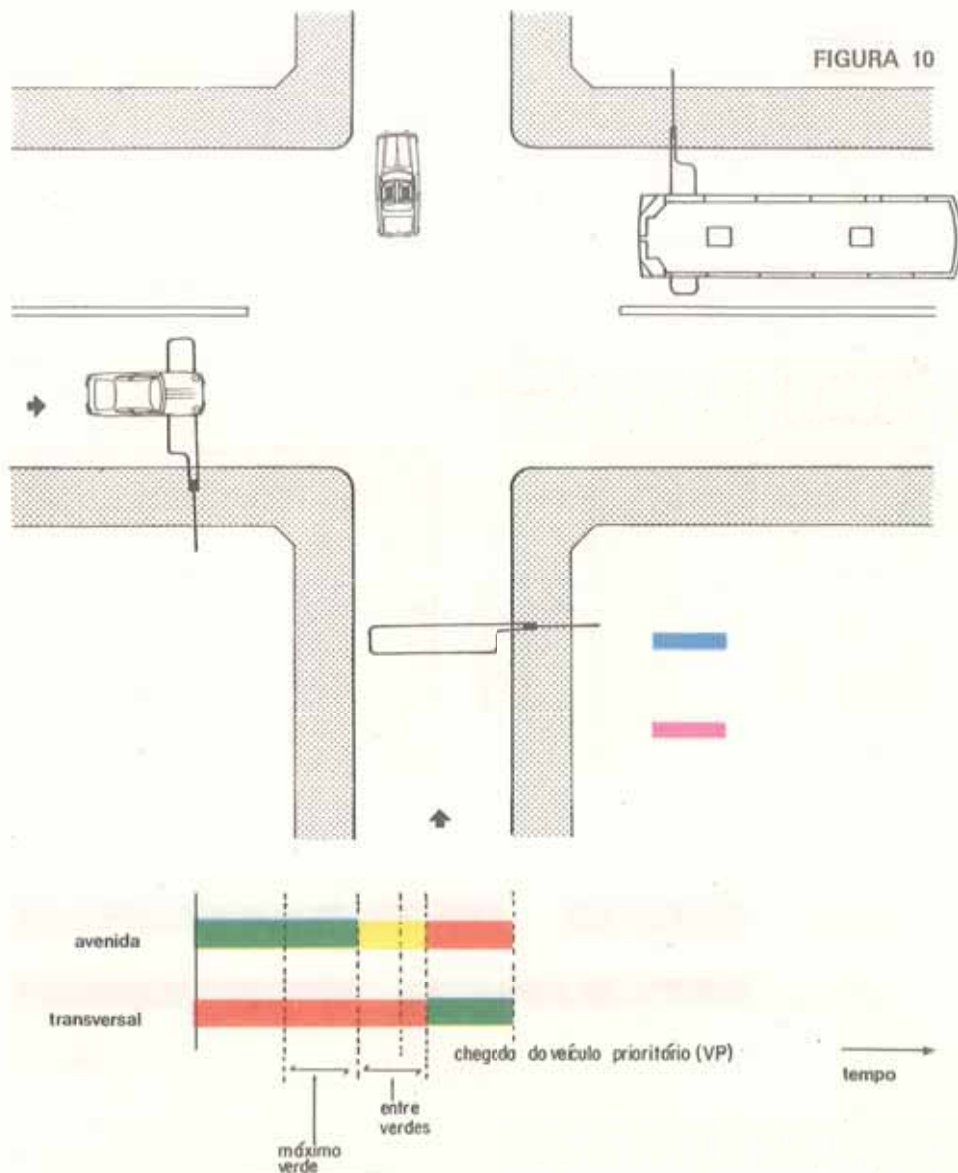 FIGURA 10
avenida
transversal
chegada do veículo prioritário (VP)
tempo
entre
verdes
máximo
verde